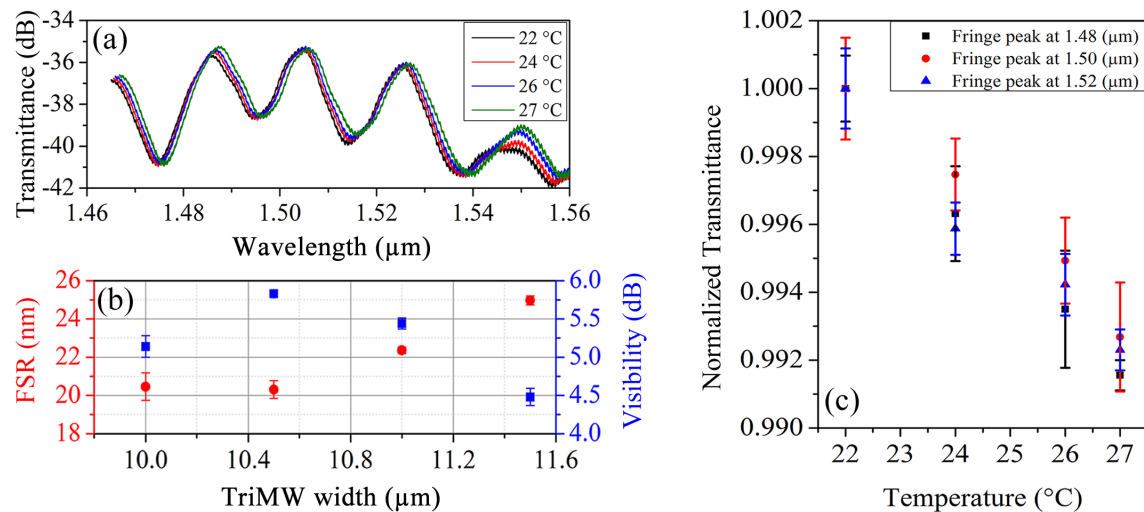 (a)
Transmittance (dB)
-33
-36
-39
-42
22 °C
24 °C
26 °C
27 °C
1.46 1.48 1.50 1.52 1.54 1.56
Wavelength (µm)
(b)
FSR (nm)
26
24
22
20
18
Visibility (dB)
6.0
5.5
5.0
4.5
4.0
10.0 10.4 10.8 11.2 11.6
TriMW width (µm)
(c)
Normalized Transmittance
1.002
1.000
0.998
0.996
0.994
0.992
0.990
Fringe peak at 1.48 (µm)
Fringe peak at 1.50 (µm)
Fringe peak at 1.52 (µm)
22 23 24 25 26 27
Temperature (°C)